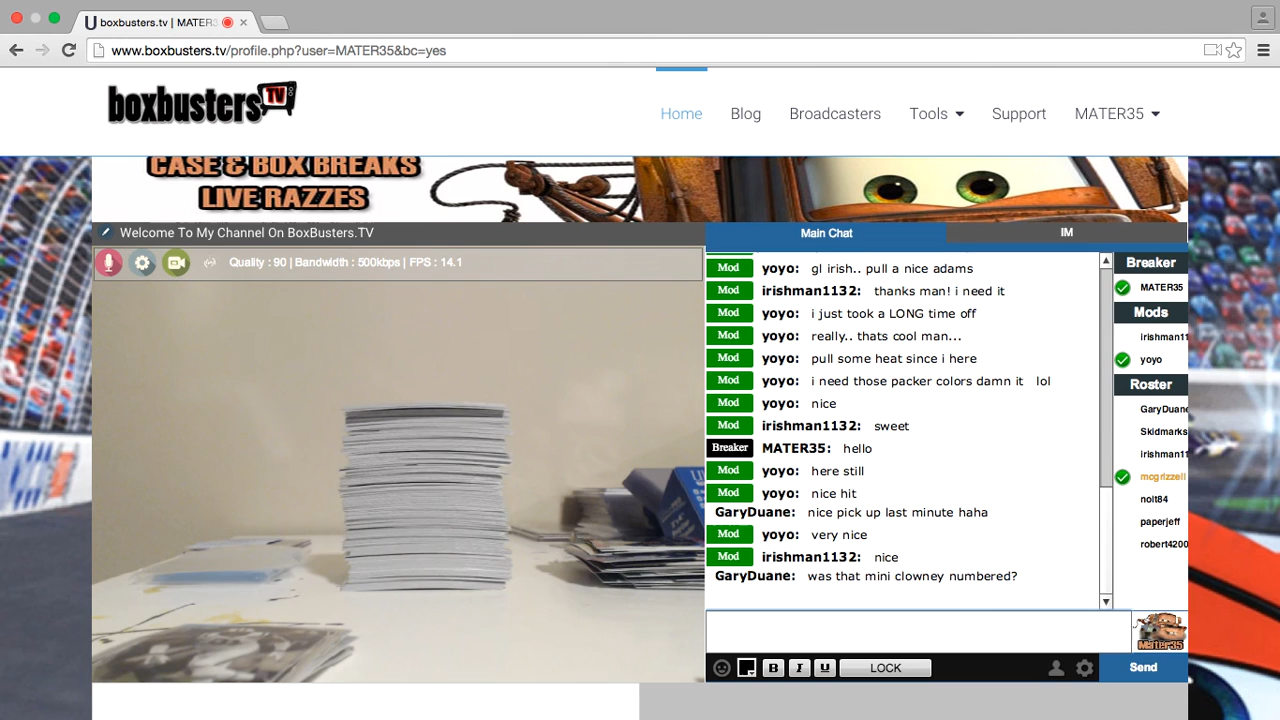 boxbusters.tv | MATER3
www.boxbusters.tv/profile.php?user=MATER35&bc=yes
boxbusters TV
Home Blog Broadcasters Tools Support MATER35
CASE & BOX BREAKS
LIVE RAZZES
Welcome To My Channel On BoxBusters.TV
Quality : 90 | Bandwidth : 500kbps | FPS : 14.1
Main Chat IM
Mod yoyo: gl irish.. pull a nice adams
Mod irishman1132: thanks man! i need it
Mod yoyo: i just took a LONG time off
Mod yoyo: really.. thats cool man...
Mod yoyo: pull some heat since i here
Mod yoyo: i need those packer colors damn it lol
Mod yoyo: nice
Mod irishman1132: sweet
Breaker MATER35: hello
Mod yoyo: here still
Mod yoyo: nice hit
GaryDuane: nice pick up last minute haha
Mod yoyo: very nice
Mod irishman1132: nice
GaryDuane: was that mini clowney numbered?
Breaker
MATER35
Mods
irishman11
yoyo
Roster
GaryDuane
Skidmarks
irishman11
mcgrizzell
nolt84
paperjeff
robert4200
Mater35
B I U LOCK Send